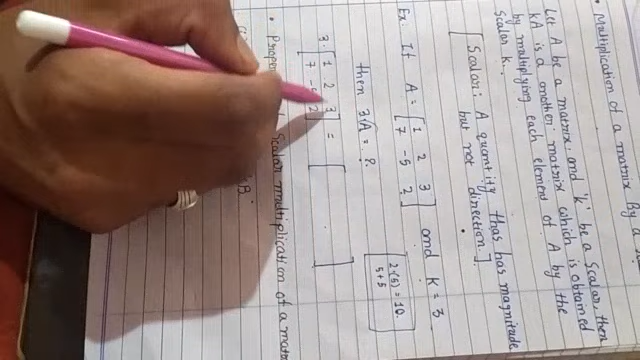 • Multiplication of a matrix By a
Let A be a matrix and 'k' be a Scalar, then
kA is a another matrix which is obtained
by multiplying each element of A by the
Scalar k.
[Scalar: A quantity thas has magnitude
but not direction.]
Ex. If A = [1 2 3
7 -5 2] and K = 3
then 3A = ?
2·(5) = 10
5+5
3. [1 2 3
7 2] = [ ]
• Scalar multiplication of a